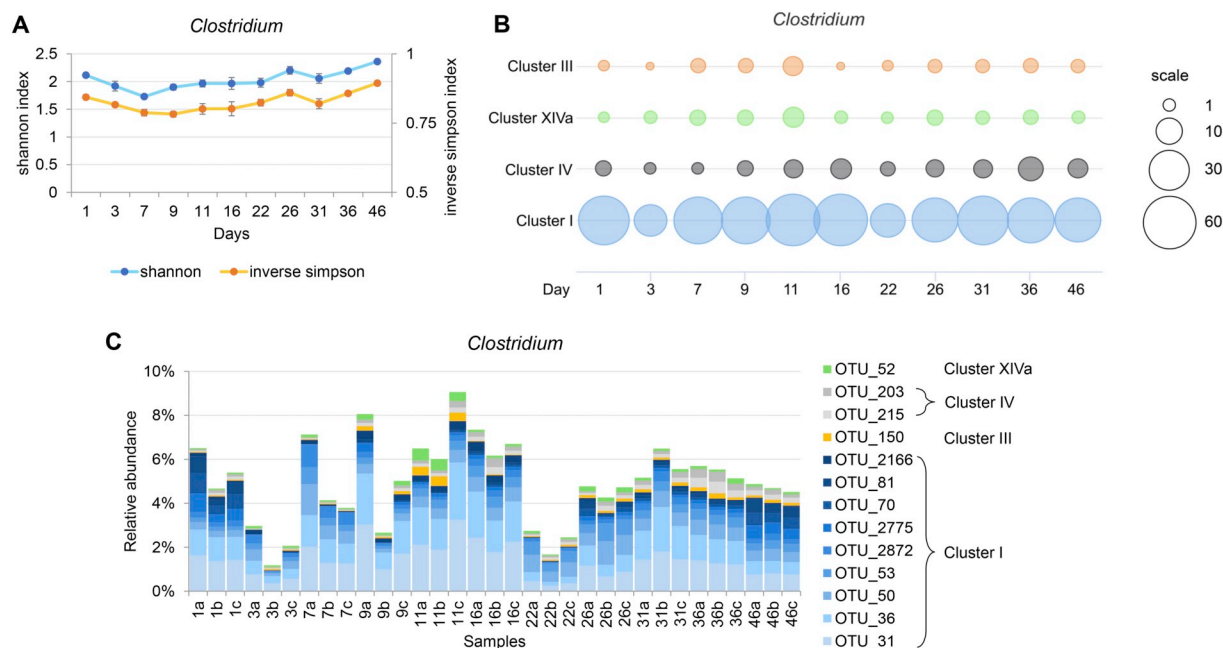 A
Clostridium
2.5
2
1.5
1
0.5
0
shannon index
1
0.75
0.5
inverse simpson index
1 3 7 9 11 16 22 26 31 36 46
Days
shannon inverse simpson
B
Clostridium
Cluster III
Cluster XIVa
Cluster IV
Cluster I
Day 1 3 7 9 11 16 22 26 31 36 46
scale
1
10
30
60
C
Clostridium
10%
8%
6%
4%
2%
0%
Relative abundance
1a 1b 1c 3a 3b 3c 7a 7b 7c 9a 9b 9c 11a 11b 11c 16a 16b 16c 22a 22b 22c 26a 26b 26c 31a 31b 31c 36a 36b 36c 46a 46b 46c
Samples
OTU_52 Cluster XIVa
OTU_203
OTU_215
Cluster IV
OTU_150 Cluster III
OTU_2166
OTU_81
OTU_70
OTU_2775
OTU_2872
OTU_53
OTU_50
OTU_36
OTU_31
Cluster I